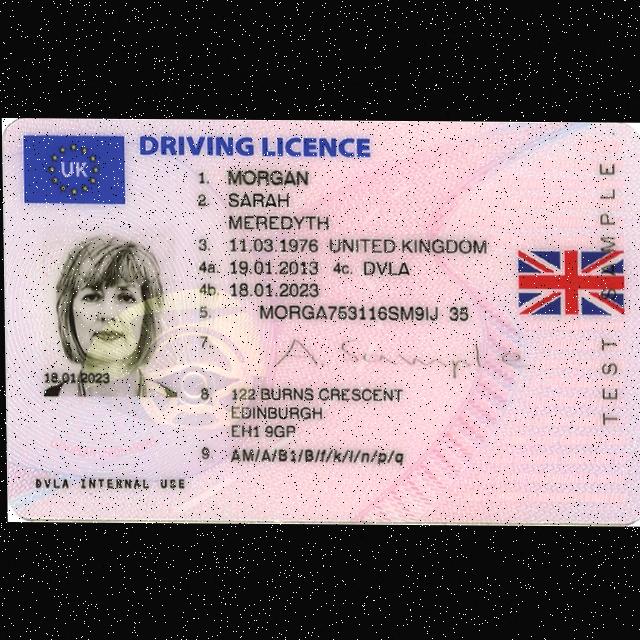 UK
DRIVING LICENCE
1. MORGAN
2. SARAH
MEREDYTH
3. 11.03.1976 UNITED KINGDOM
4a. 19.01.2013 4c. DVLA
4b 18.01.2023
5. MORGA753116SM9IJ 35
7. A. Sample
18.01.2023
8. 122 BURNS CRESCENT
EDINBURGH
EH1 9GP
9. AM/A/B1/B/f/k/l/n/p/q
DVLA INTERNAL USE
TEST SAMPLE